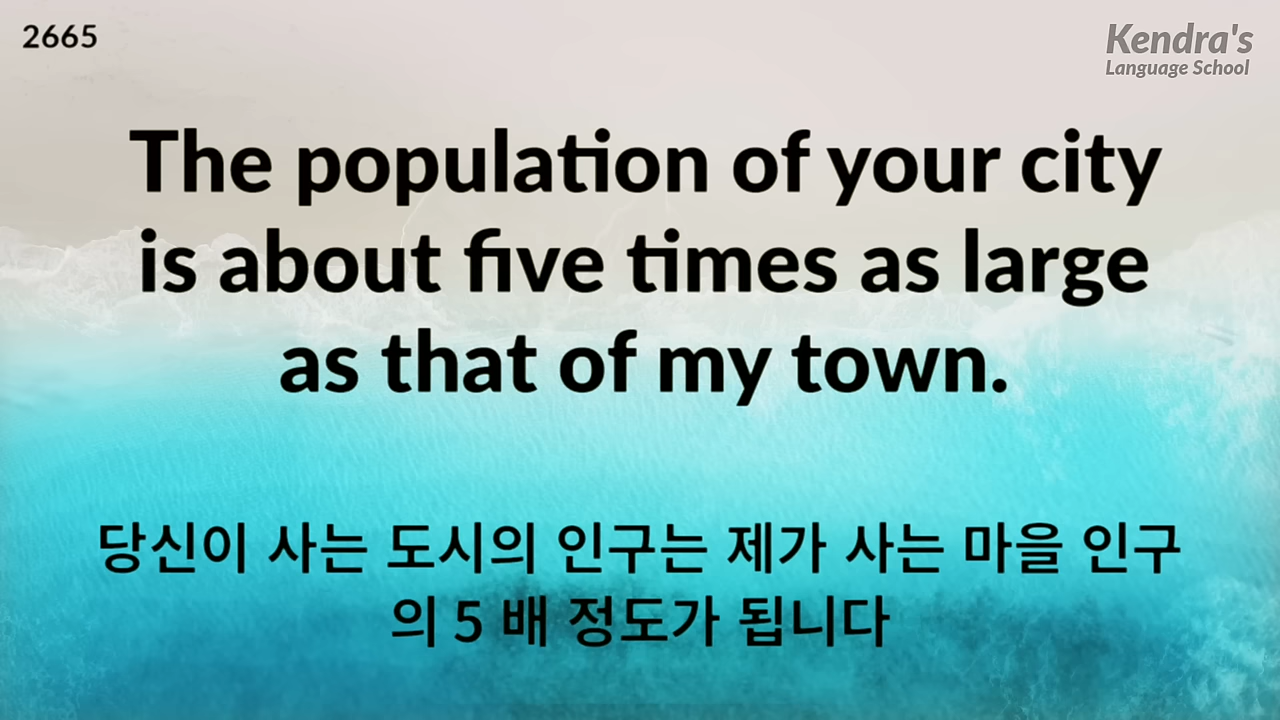 2665
Kendra's
Language School
The population of your city
is about five times as large
as that of my town.
당신이 사는 도시의 인구는 제가 사는 마을 인구
의 5 배 정도가 됩니다